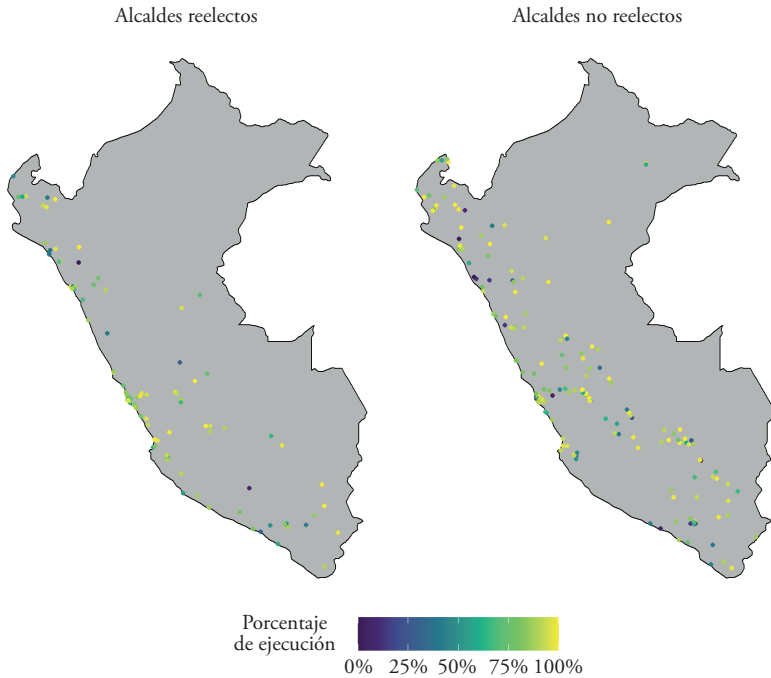 Alcaldes reelectos
Alcaldes no reelectos
Porcentaje
de ejecución
0% 25% 50% 75% 100%